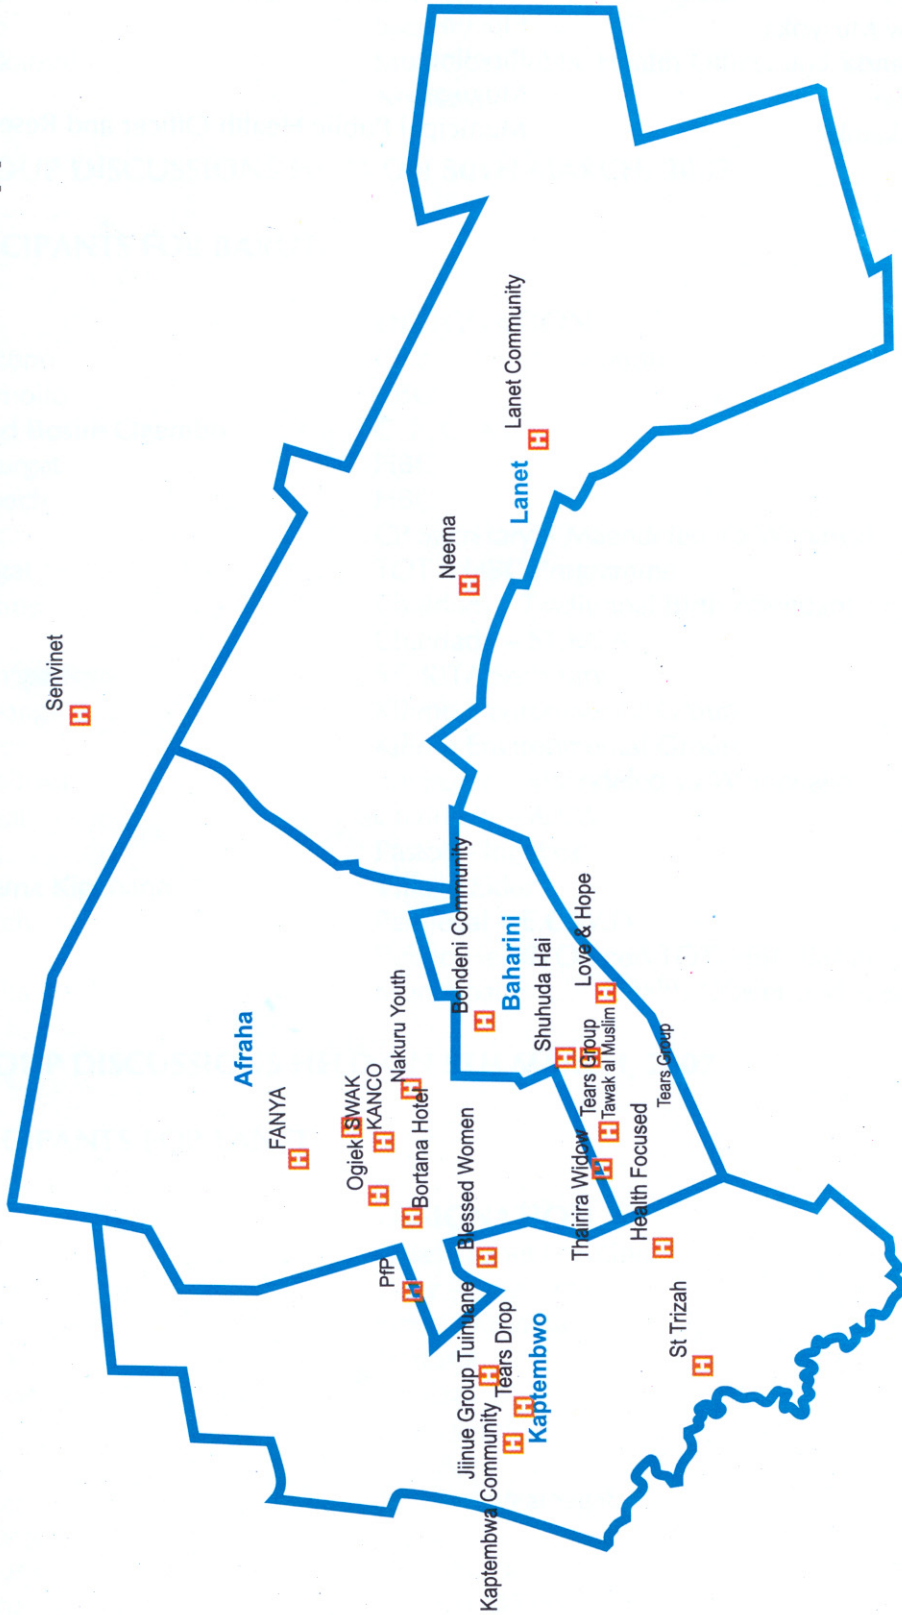 Senvinet
Lanet Community
Lanet
Neema
Afraha
FANYA
Ogiek SWAK
KANCO
Nakuru Youth
Bortana Hotel
PfP
Bondeni Community
Baharini
Shuhuda Hai
Love & Hope
Tears Group
Tawak al Muslim
Tears Group
Thairira Widow
Health Focused
Blessed Women
Jiinue Group Tuinuane
Tears Drop
Kaptembwo
Kaptembwa Community
St Trizah